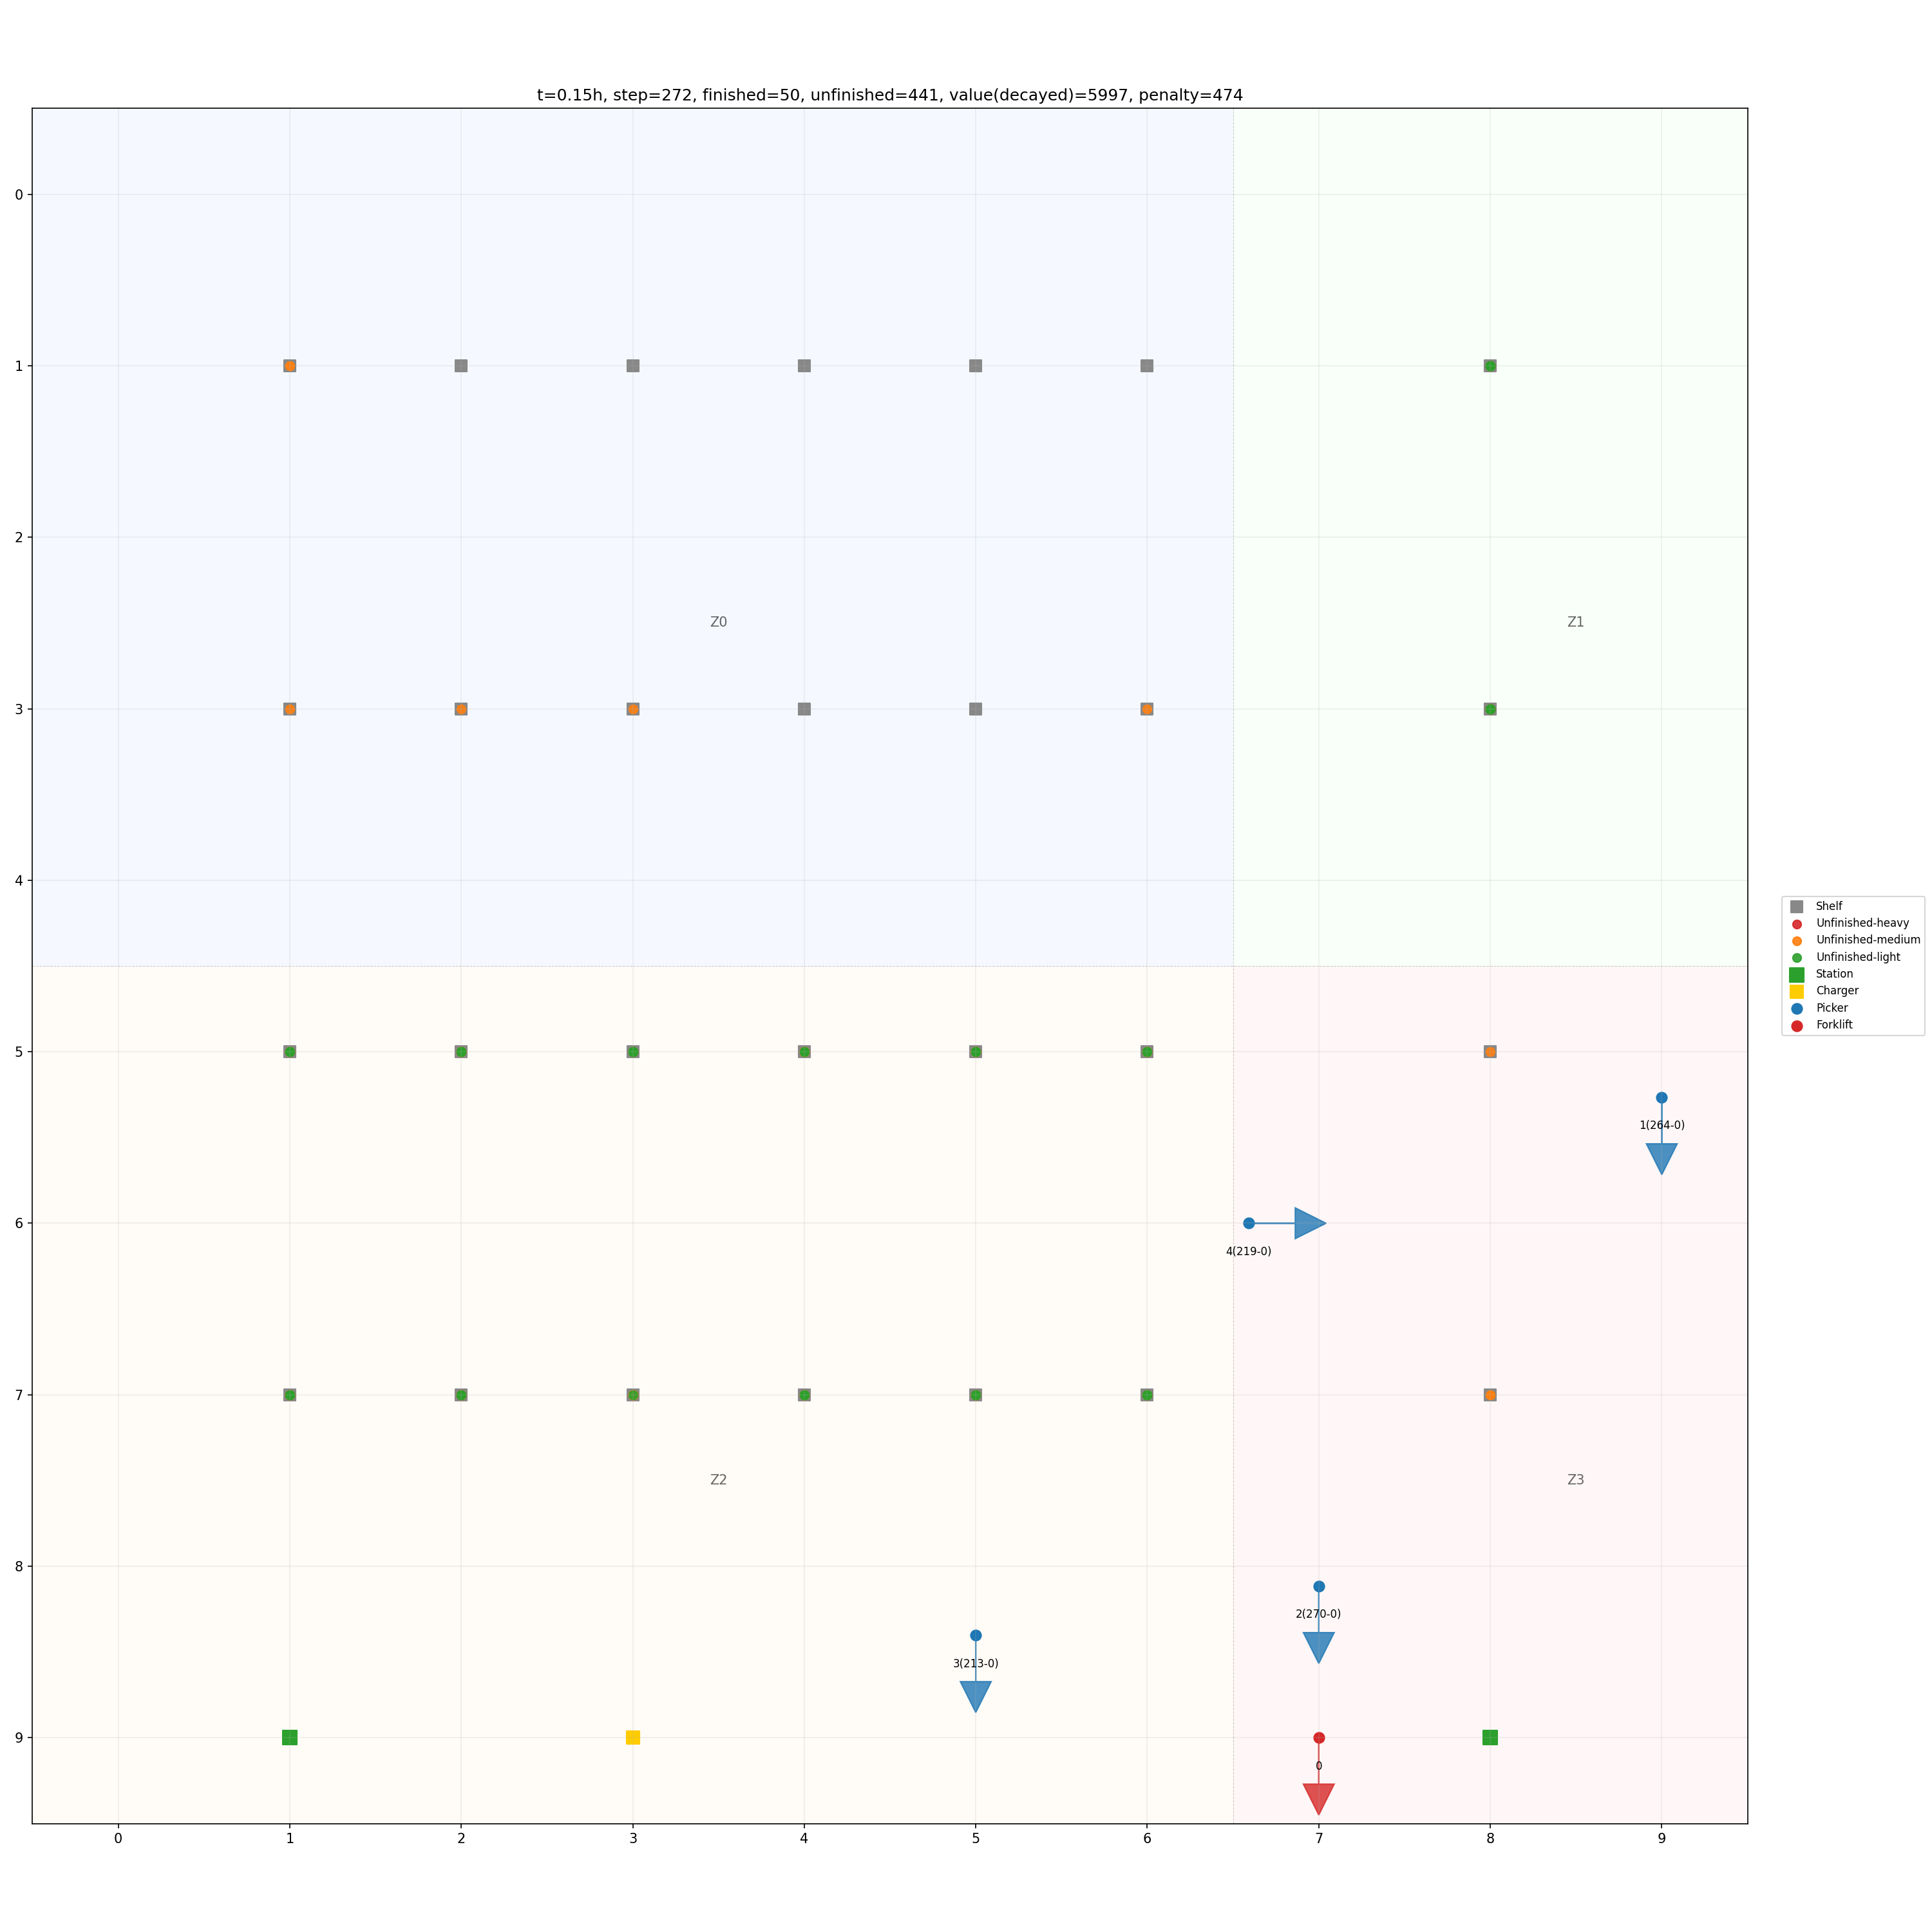 t=0.15h, step=272, finished=50, unfinished=441, value(decayed)=5997, penalty=474
0
1
2
Z0
Z1
3
4
Shelf
Unfinished-heavy
Unfinished-medium
Unfinished-light
Station
Charger
Picker
Forklift
5
1(264-0)
6
4(219-0)
7
Z2
Z3
8
2(270-0)
3(213-0)
9
0
0 1 2 3 4 5 6 7 8 9